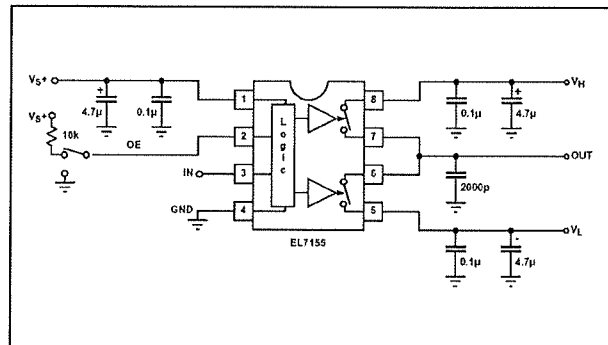 VS+
4.7µ
0.1µ
VS+
10k
OE
IN
GND
1
2
3
4
Logic
8
7
6
5
EL7155
0.1µ
4.7µ
VH
OUT
2000p
VL
0.1µ
4.7µ